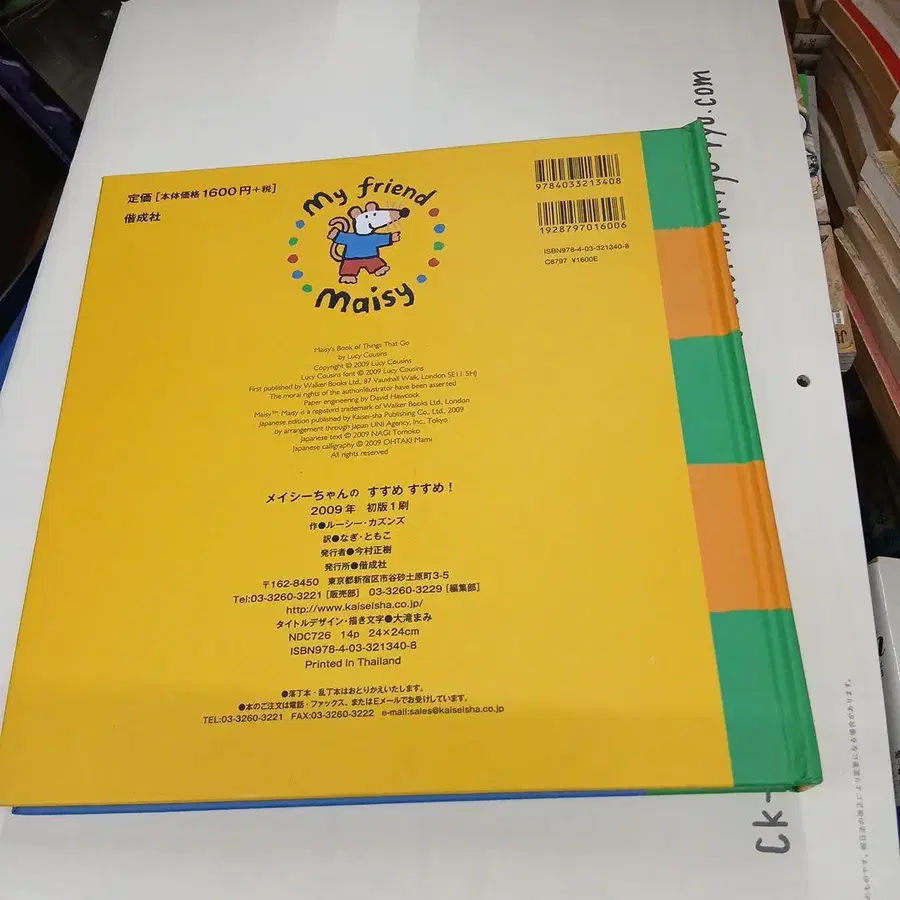 定価［本体価格1600円+税］
偕成社
My friend
Maisy
9784033213408
1928797016006
ISBN978-4-03-321340-8
C8797 ¥1600E
Maisy's Book of Things That Go
by Lucy Cousins
Copyright © 2009 Lucy Cousins
Lucy Cousins font © 2009 Lucy Cousins
First published by Walker Books Ltd., 87 Vauxhall Walk, London SE11 5HJ
The moral rights of the author/illustrator have been asserted
Paper engineering by David Hawcock
Maisy™. Maisy is a registerd trademark of Walker Books Ltd., London
Japanese edition published by Kaisei-sha Publishing Co., Ltd., 2009
by arrangement through Japan UNI Agency, Inc., Tokyo
Japanese text © 2009 NAGI Tomoko
Japanese calligraphy © 2009 OHTAKI Mami
All rights reserved
メイシーちゃんの すすめ すすめ！
2009年 初版1刷
作●ルーシー・カズンズ
訳●なぎ・ともこ
発行者●今村正樹
発行所●偕成社
〒162-8450 東京都新宿区市谷砂土原町3-5
Tel:03-3260-3221［販売部］ 03-3260-3229［編集部］
http://www.kaiseisha.co.jp/
タイトルデザイン・描き文字●大滝まみ
NDC726 14p 24×24cm
ISBN978-4-03-321340-8
Printed in Thailand
●落丁本・乱丁本はおとりかえいたします。
●本のご注文は電話・ファックス、またはEメールでお受けしています。
TEL:03-3260-3221 FAX:03-3260-3222 e-mail:sales@kaiseisha.co.jp
.com
Ck-